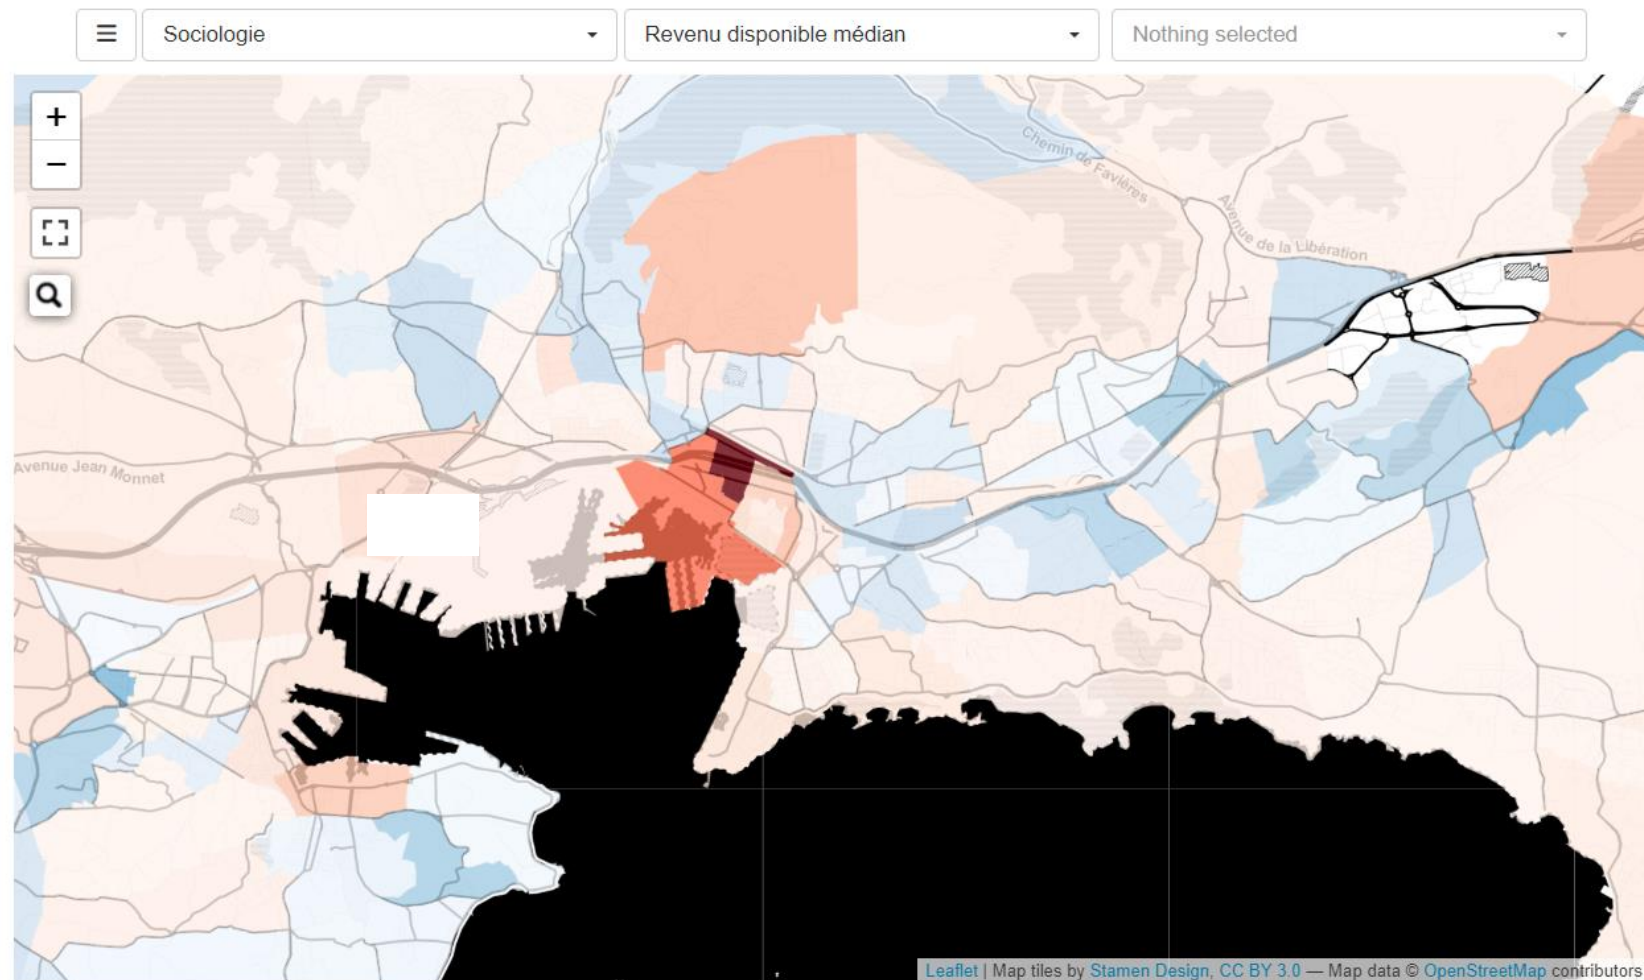 Sociologie
Revenu disponible médian
Nothing selected
+
−
Chemin de Favières
Avenue de la Libération
Avenue Jean Monnet
Leaflet | Map tiles by Stamen Design, CC BY 3.0 — Map data © OpenStreetMap contributors